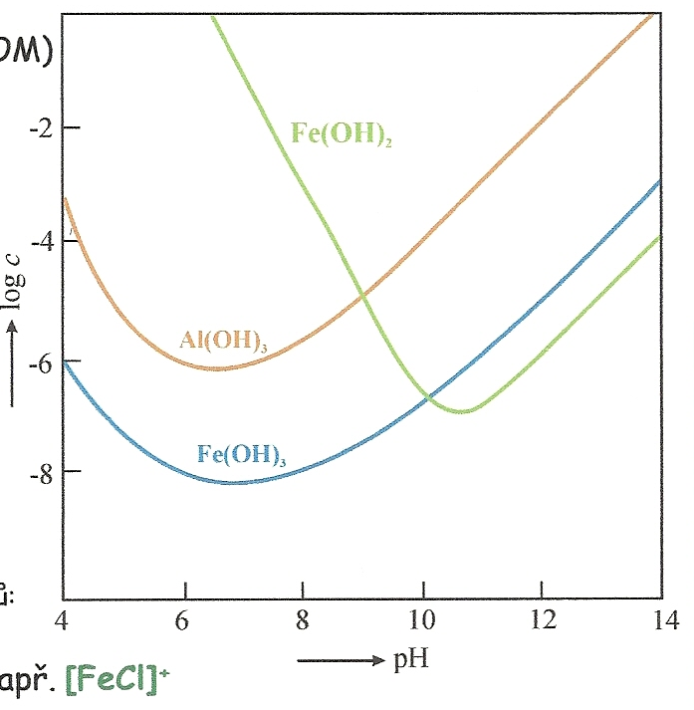 OM)
Fe(OH)₂
-2
-4
log c
Al(OH)₃
-6
Fe(OH)₃
-8
ů:
4 6 8 10 12 14
pH
apř. [FeCl]⁺